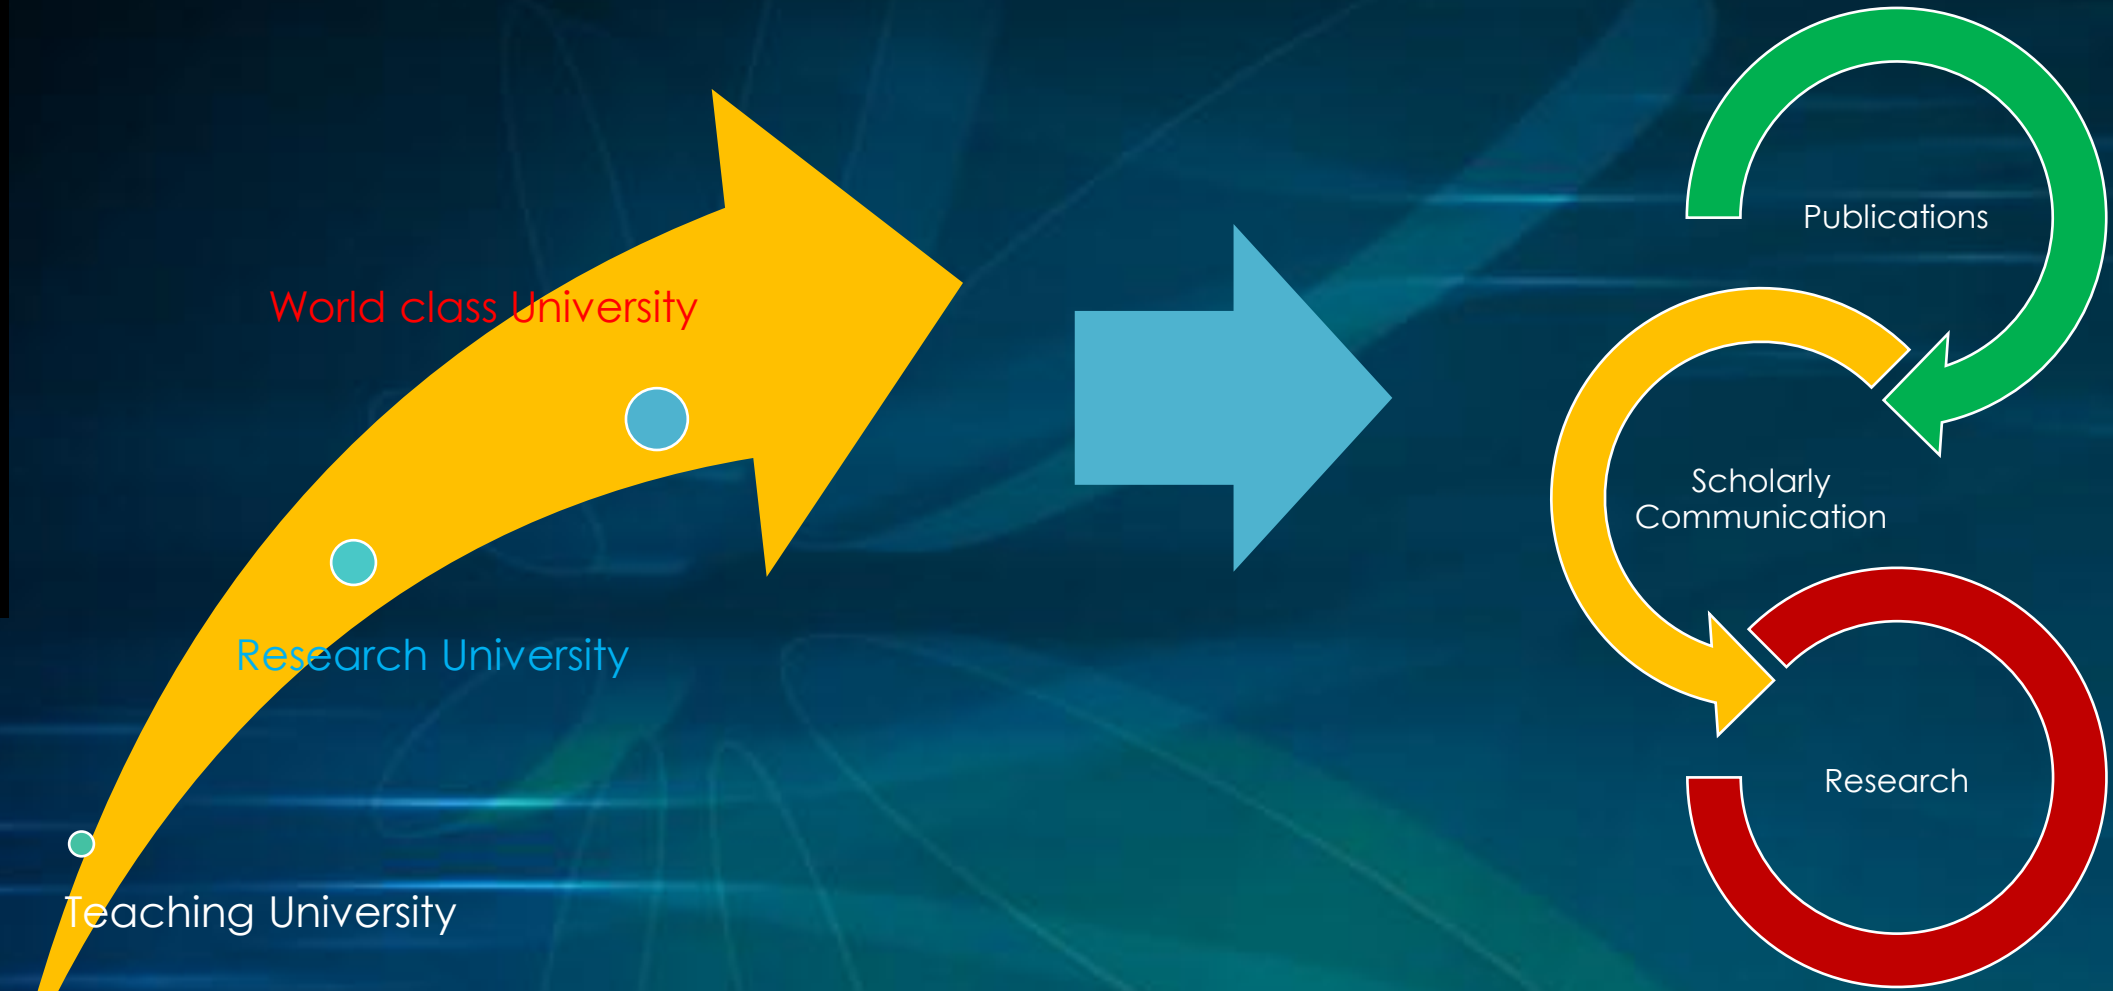 World class University
Research University
Teaching University
Publications
Scholarly
Communication
Research